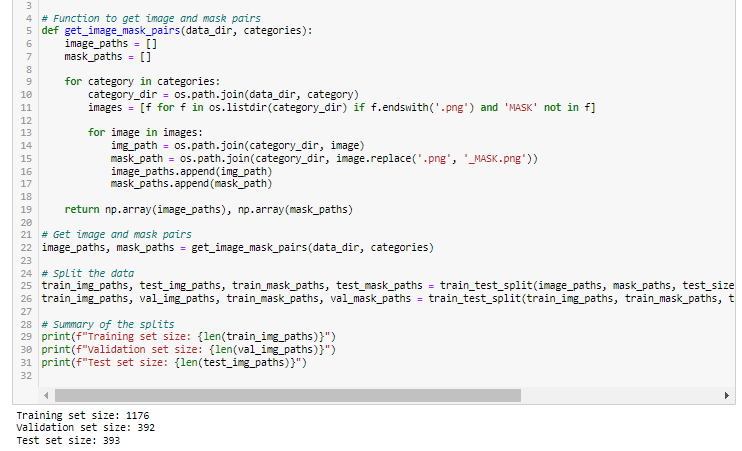 3
4 # Function to get image and mask pairs
5 def get_image_mask_pairs(data_dir, categories):
6     image_paths = []
7     mask_paths = []
8
9     for category in categories:
10         category_dir = os.path.join(data_dir, category)
11         images = [f for f in os.listdir(category_dir) if f.endswith('.png') and 'MASK' not in f]
12
13         for image in images:
14             img_path = os.path.join(category_dir, image)
15             mask_path = os.path.join(category_dir, image.replace('.png', '_MASK.png'))
16             image_paths.append(img_path)
17             mask_paths.append(mask_path)
18
19     return np.array(image_paths), np.array(mask_paths)
20
21 # Get image and mask pairs
22 image_paths, mask_paths = get_image_mask_pairs(data_dir, categories)
23
24 # Split the data
25 train_img_paths, test_img_paths, train_mask_paths, test_mask_paths = train_test_split(image_paths, mask_paths, test_size
26 train_img_paths, val_img_paths, train_mask_paths, val_mask_paths = train_test_split(train_img_paths, train_mask_paths, t
27
28 # Summary of the splits
29 print(f"Training set size: {len(train_img_paths)}")
30 print(f"Validation set size: {len(val_img_paths)}")
31 print(f"Test set size: {len(test_img_paths)}")
32
Training set size: 1176
Validation set size: 392
Test set size: 393